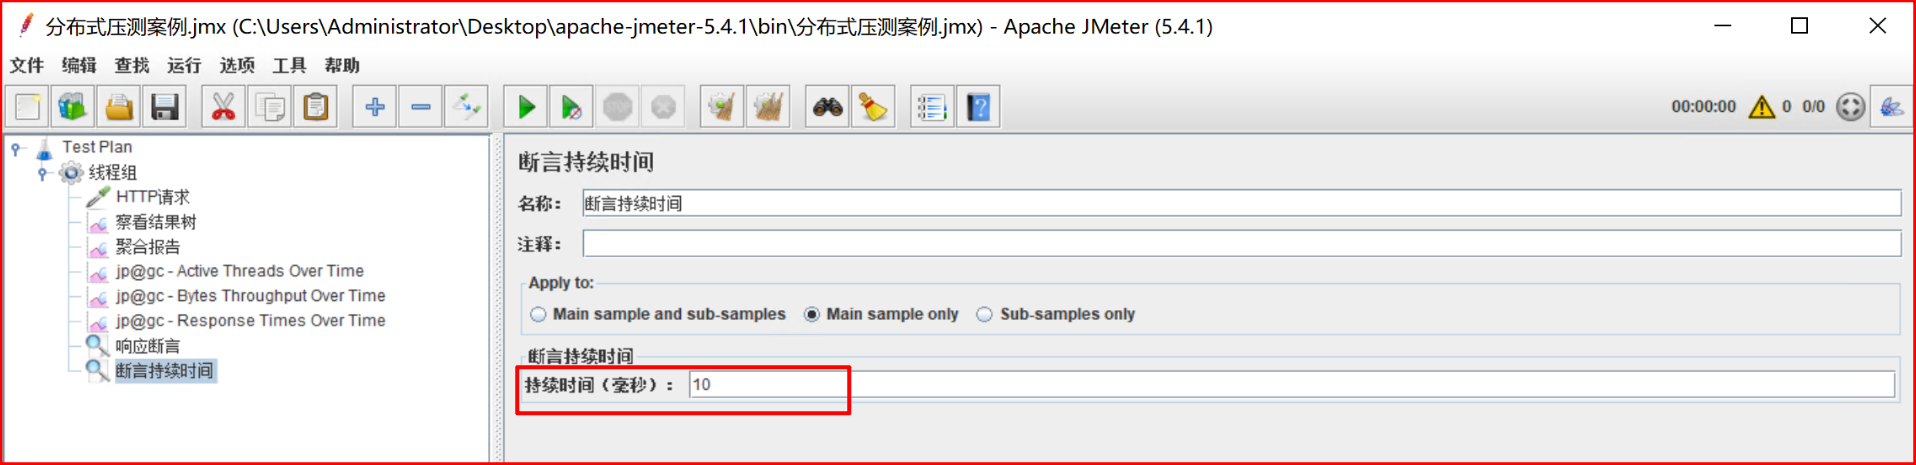 分布式压测案例.jmx (C:\Users\Administrator\Desktop\apache-jmeter-5.4.1\bin\分布式压测案例.jmx) - Apache JMeter (5.4.1)
文件 编辑 查找 运行 选项 工具 帮助
STOP 00:00:00 0 0/0
Test Plan
线程组
HTTP请求
察看结果树
聚合报告
jp@gc - Active Threads Over Time
jp@gc - Bytes Throughput Over Time
jp@gc - Response Times Over Time
响应断言
断言持续时间
断言持续时间
名称： 断言持续时间
注释：
Apply to:
Main sample and sub-samples Main sample only Sub-samples only
断言持续时间
持续时间（毫秒）： 10